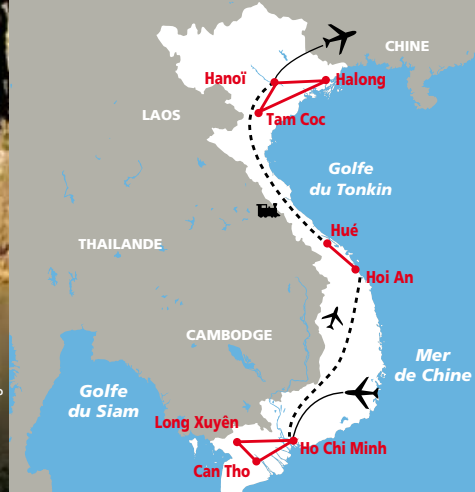 CHINE
Hanoï
Halong
LAOS
Tam Coc
Golfe
du Tonkin
Hué
THAILANDE
Hoi An
CAMBODGE
Mer
de Chine
Golfe
du Siam
Long Xuyên
Ho Chi Minh
Can Tho